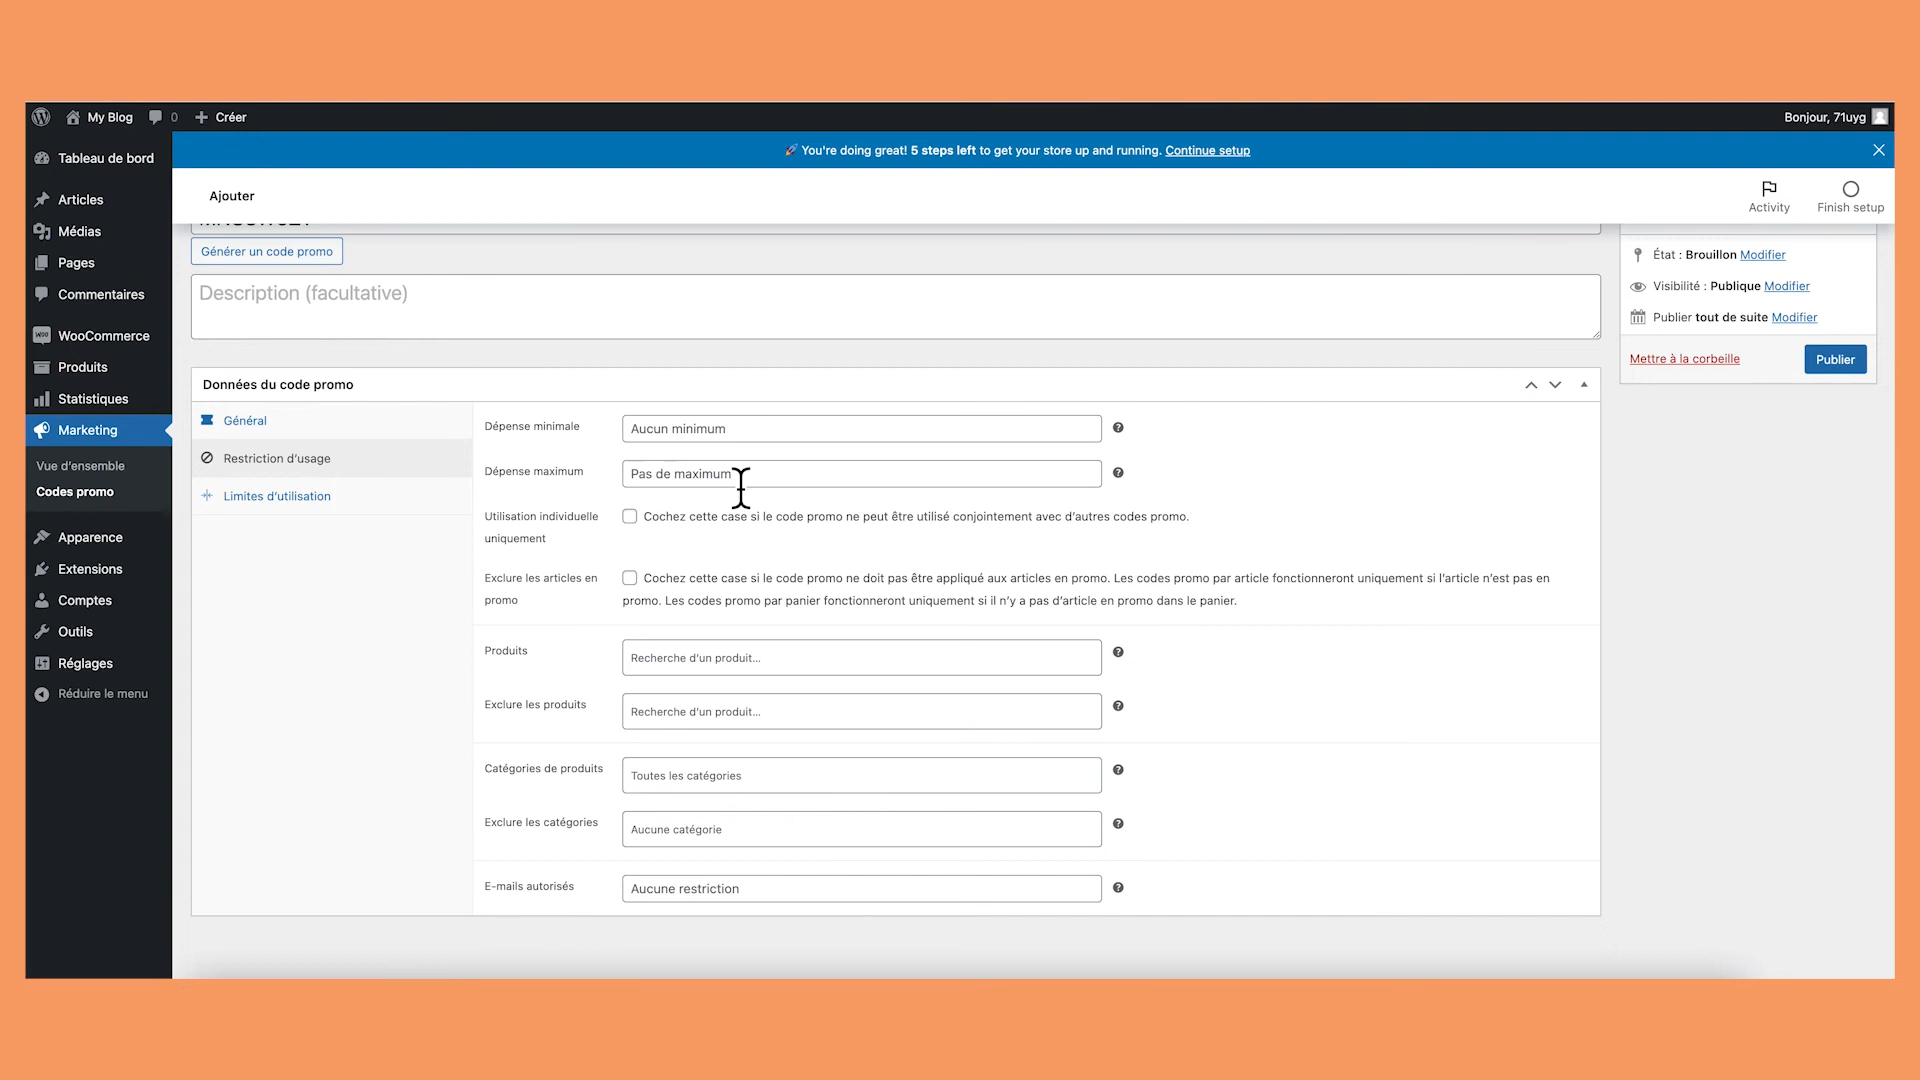 My Blog 0 Créer Bonjour, 71uyg
Tableau de bord
Articles
Médias
Pages
Commentaires
WooCommerce
Produits
Statistiques
Marketing
Vue d'ensemble
Codes promo
Apparence
Extensions
Comptes
Outils
Réglages
Réduire le menu
You're doing great! 5 steps left to get your store up and running. Continue setup
Ajouter
Activity
Finish setup
Générer un code promo
Description (facultative)
État : Brouillon Modifier
Visibilité : Publique Modifier
Publier tout de suite Modifier
Mettre à la corbeille
Publier
Données du code promo
Général
Restriction d'usage
Limites d'utilisation
Dépense minimale
Aucun minimum
Dépense maximum
Pas de maximum
Utilisation individuelle
uniquement
Cochez cette case si le code promo ne peut être utilisé conjointement avec d'autres codes promo.
Exclure les articles en
promo
Cochez cette case si le code promo ne doit pas être appliqué aux articles en promo. Les codes promo par article fonctionneront uniquement si l'article n'est pas en
promo. Les codes promo par panier fonctionneront uniquement si il n'y a pas d'article en promo dans le panier.
Produits
Recherche d'un produit...
Exclure les produits
Recherche d'un produit...
Catégories de produits
Toutes les catégories
Exclure les catégories
Aucune catégorie
E-mails autorisés
Aucune restriction